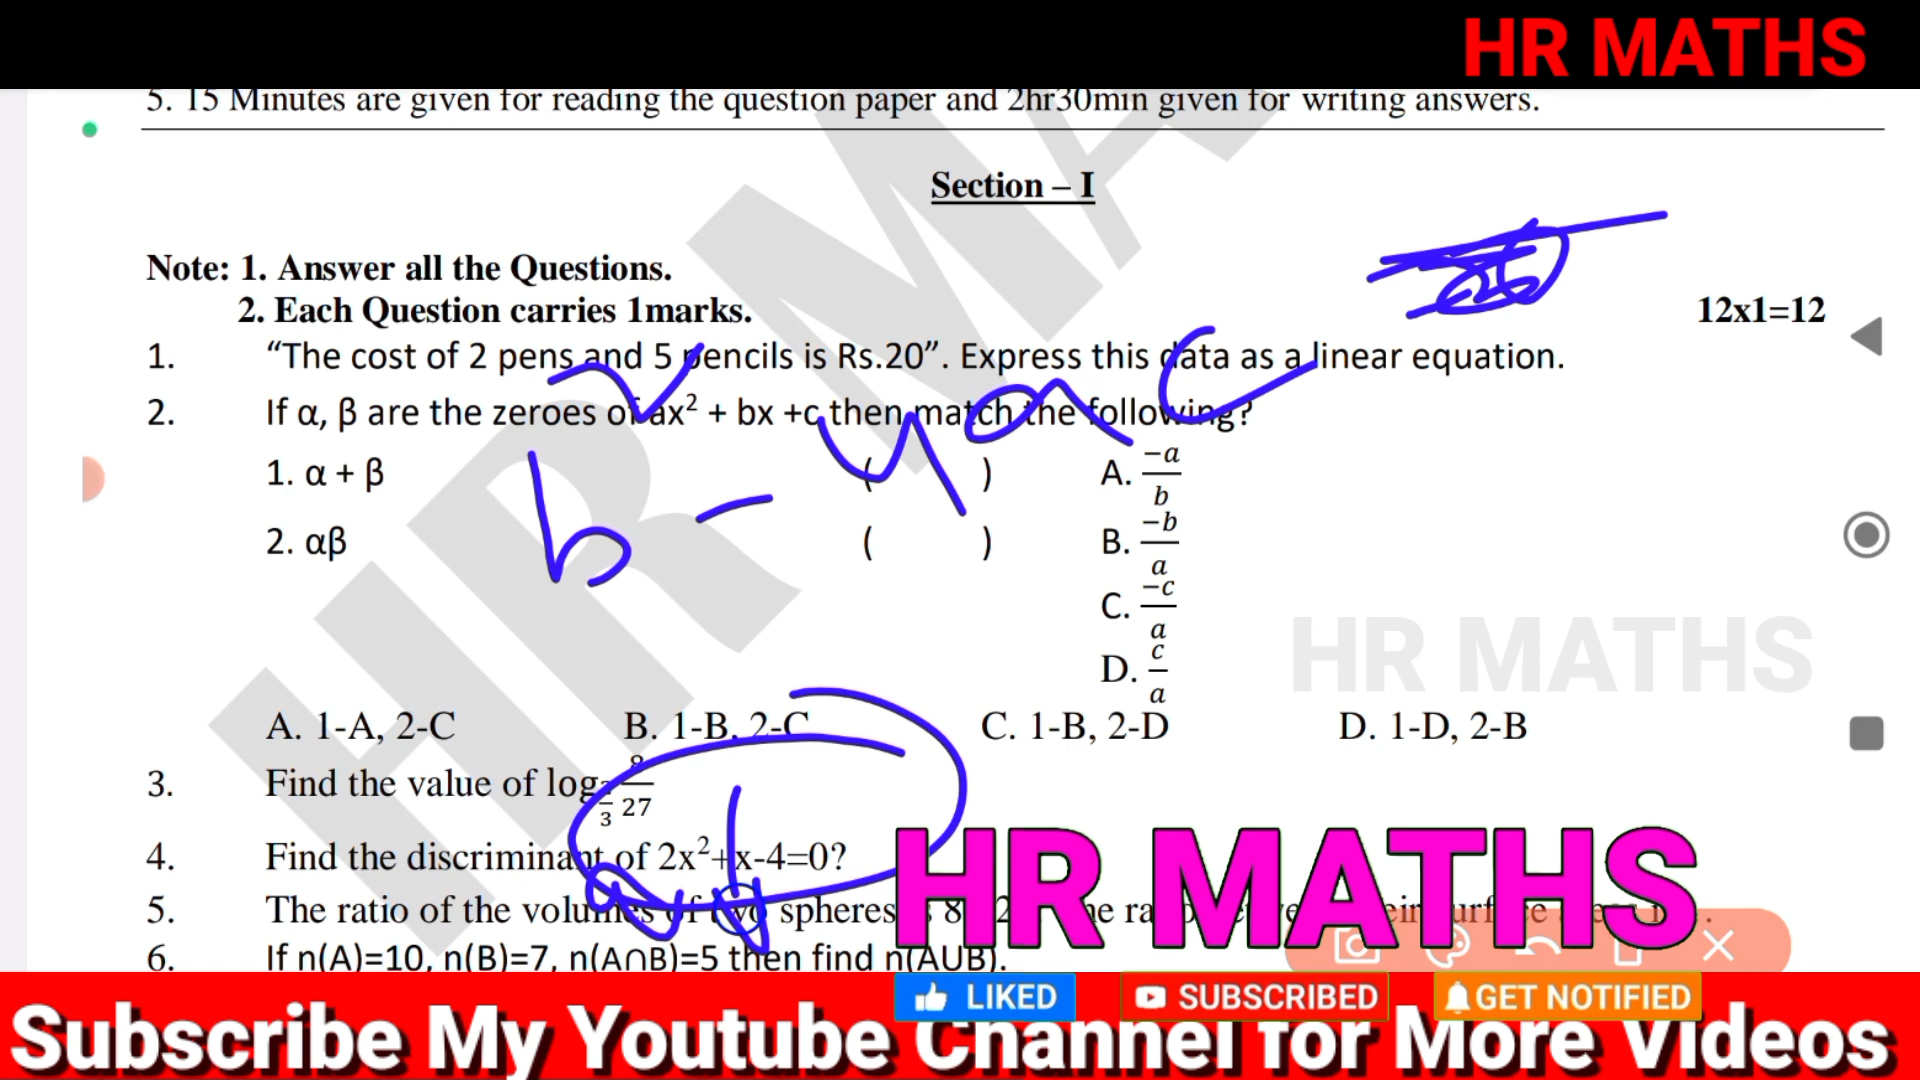 HR MATHS
5. 15 Minutes are given for reading the question paper and 2hr30min given for writing answers.
Section – I
Note: 1. Answer all the Questions.
2. Each Question carries 1marks.
12x1=12
1. “The cost of 2 pens and 5 pencils is Rs.20”. Express this data as a linear equation.
2. If α, β are the zeroes of ax² + bx +c then match the following?
b² - 4ac
1. α + β ( ) A. −a/b
2. αβ ( ) B. −b/a
C. −c/a
D. c/a
HR MATHS
A. 1-A, 2-C B. 1-B, 2-C C. 1-B, 2-D D. 1-D, 2-B
3. Find the value of log 3 8/27
4. Find the discriminant of 2x²+x-4=0?
5. The ratio of the volumes of two spheres 8
6. If n(A)=10, n(B)=7, n(A∩B)=5 then find n(AUB).
HR MATHS
LIKED SUBSCRIBED GET NOTIFIED
Subscribe My Youtube Channel for More Videos